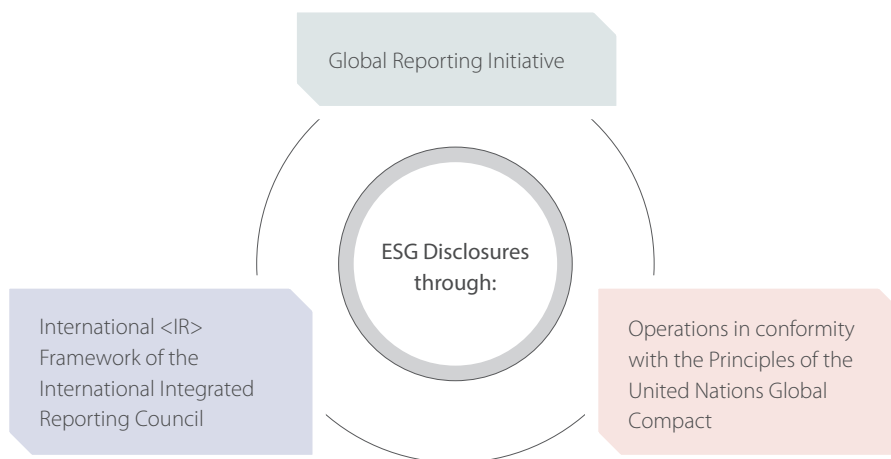 Global Reporting Initiative
ESG Disclosures
through:
International <IR>
Framework of the
International Integrated
Reporting Council
Operations in conformity
with the Principles of the
United Nations Global
Compact